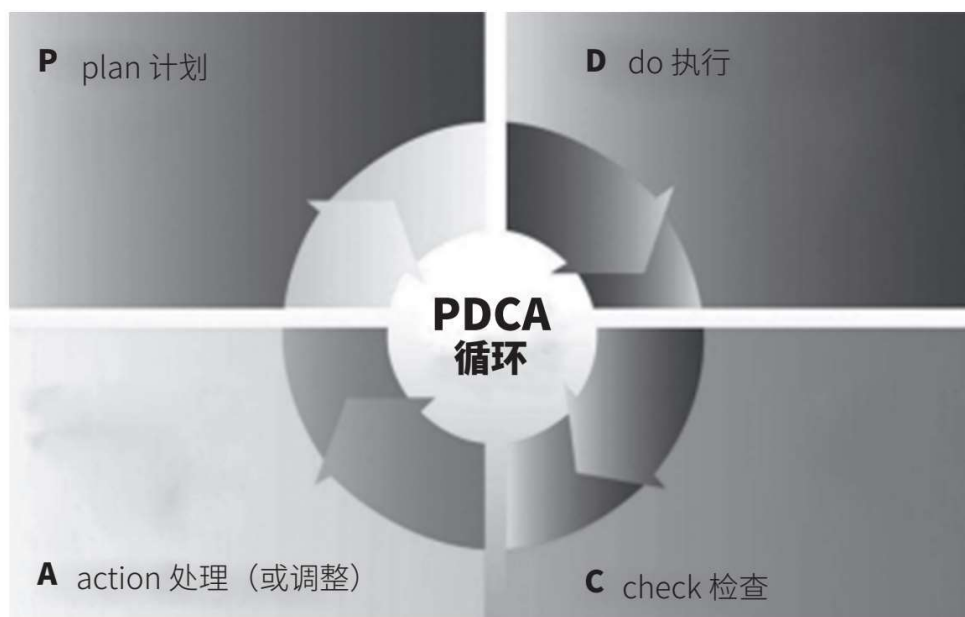 P plan 计划
D do 执行
PDCA
循环
A action 处理（或调整）
C check 检查